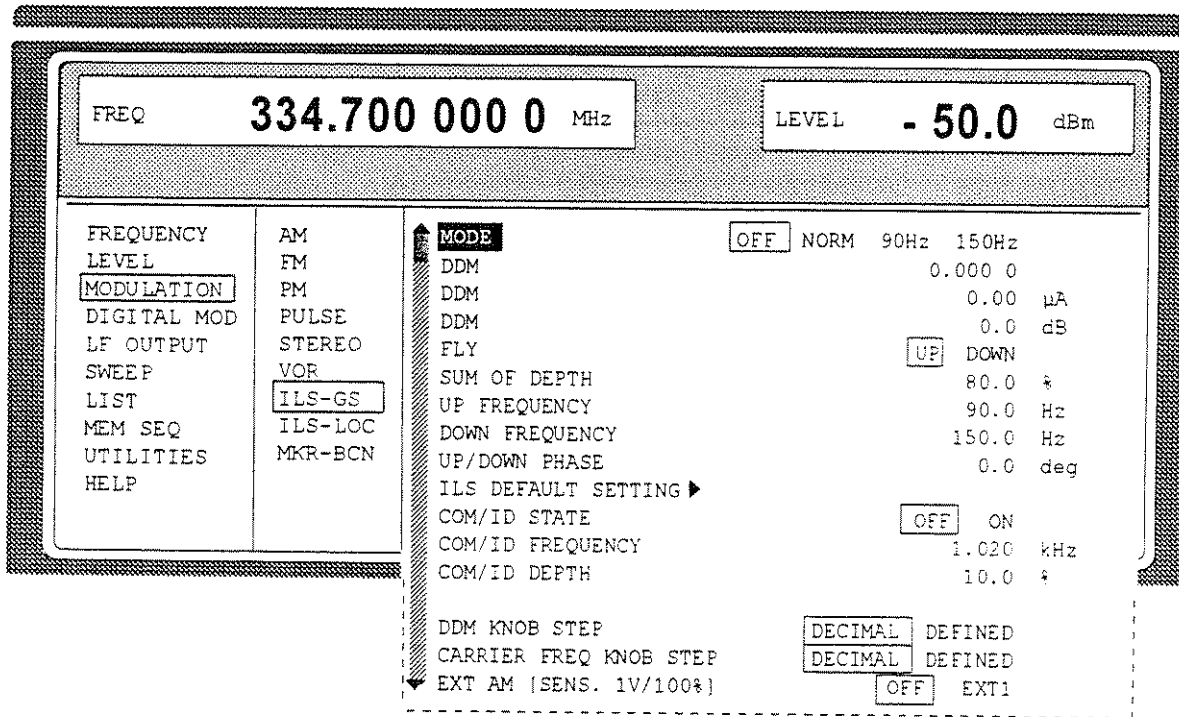 FREQ 334.700 000 0 MHz LEVEL - 50.0 dBm
FREQUENCY
LEVEL
MODULATION
DIGITAL MOD
LF OUTPUT
SWEEP
LIST
MEM SEQ
UTILITIES
HELP
AM
FM
PM
PULSE
STEREO
VOR
ILS-GS
ILS-LOC
MKR-BCN
MODE OFF NORM 90Hz 150Hz
DDM 0.000 0
DDM 0.00 µA
DDM 0.0 dB
FLY UP DOWN
SUM OF DEPTH 80.0 %
UP FREQUENCY 90.0 Hz
DOWN FREQUENCY 150.0 Hz
UP/DOWN PHASE 0.0 deg
ILS DEFAULT SETTING ▶
COM/ID STATE OFF ON
COM/ID FREQUENCY 1.020 kHz
COM/ID DEPTH 10.0 %
DDM KNOB STEP DECIMAL DEFINED
CARRIER FREQ KNOB STEP DECIMAL DEFINED
EXT AM [SENS. 1V/100%] OFF EXT1